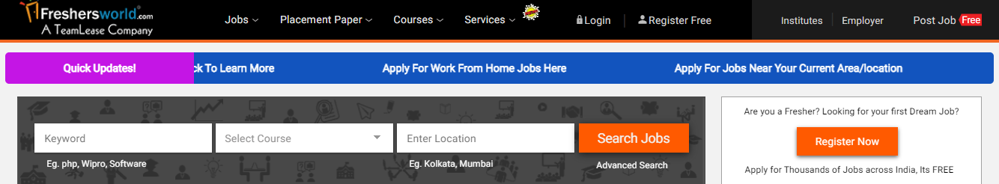 Freshersworld.com
A TeamLease Company
Jobs Placement Paper Courses Services Login Register Free Institutes Employer Post Job Free
Quick Updates! ck To Learn More Apply For Work From Home Jobs Here Apply For Jobs Near Your Current Area/location
Keyword Select Course Enter Location Search Jobs
Eg. php, Wipro, Software Eg. Kolkata, Mumbai Advanced Search
Are you a Fresher? Looking for your first Dream Job?
Register Now
Apply for Thousands of Jobs across India, Its FREE